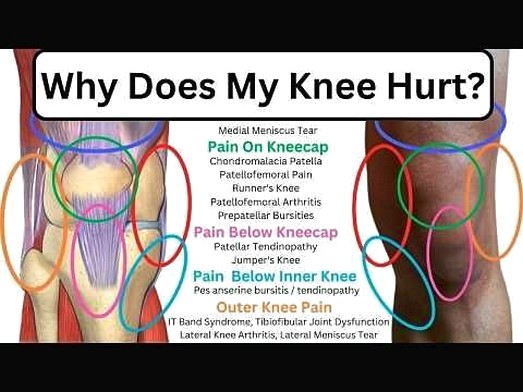 Why Does My Knee Hurt?
Medial Meniscus Tear
Pain On Kneecap
Chondromalacia Patella
Patellofemoral Pain
Runner's Knee
Patellofemoral Arthritis
Prepatellar Bursities
Pain Below Kneecap
Patellar Tendinopathy
Jumper's Knee
Pain Below Inner Knee
Pes anserine bursitis / tendinopathy
Outer Knee Pain
IT Band Syndrome, Tibiofibular Joint Dysfunction
Lateral Knee Arthritis, Lateral Meniscus Tear